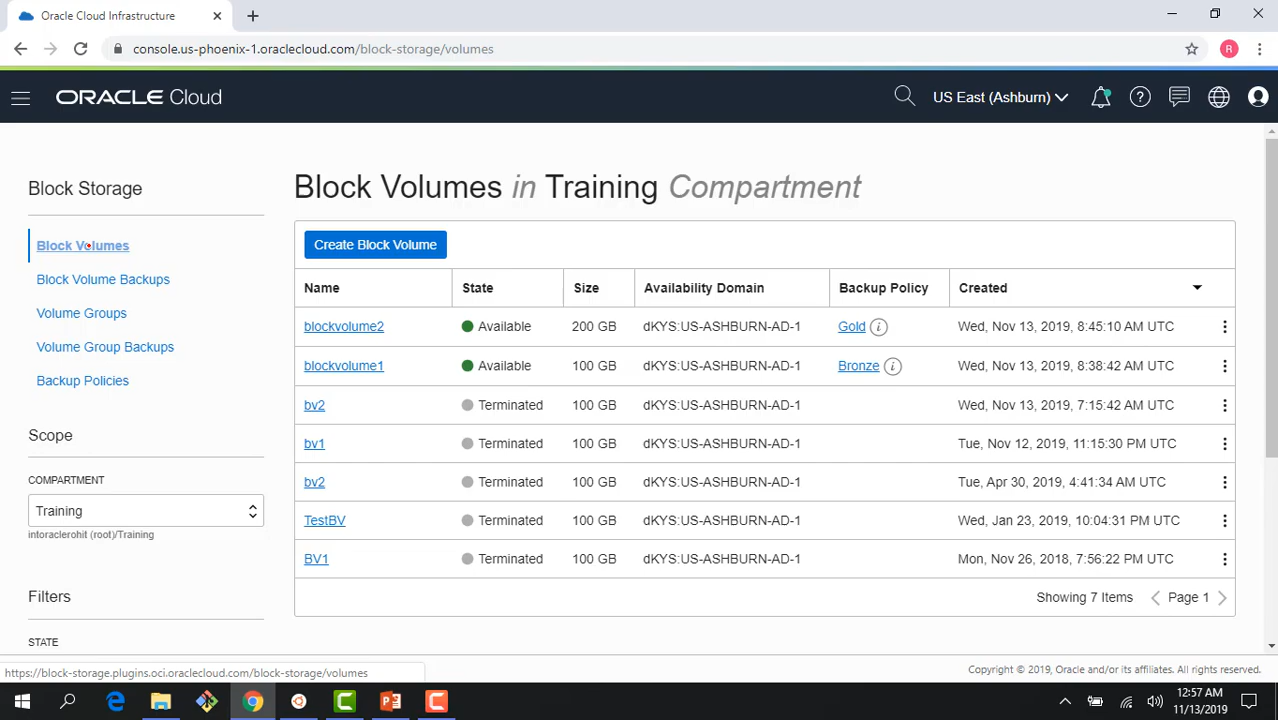 Oracle Cloud Infrastructure
console.us-phoenix-1.oraclecloud.com/block-storage/volumes
R
ORACLE Cloud
US East (Ashburn)
Block Storage
Block Volumes
Block Volume Backups
Volume Groups
Volume Group Backups
Backup Policies
Scope
COMPARTMENT
Training
intoraclerohit (root)/Training
Filters
STATE
Block Volumes in Training Compartment
Create Block Volume
Name State Size Availability Domain Backup Policy Created
blockvolume2 Available 200 GB dKYS:US-ASHBURN-AD-1 Gold i Wed, Nov 13, 2019, 8:45:10 AM UTC
blockvolume1 Available 100 GB dKYS:US-ASHBURN-AD-1 Bronze i Wed, Nov 13, 2019, 8:38:42 AM UTC
bv2 Terminated 100 GB dKYS:US-ASHBURN-AD-1 Wed, Nov 13, 2019, 7:15:42 AM UTC
bv1 Terminated 100 GB dKYS:US-ASHBURN-AD-1 Tue, Nov 12, 2019, 11:15:30 PM UTC
bv2 Terminated 100 GB dKYS:US-ASHBURN-AD-1 Tue, Apr 30, 2019, 4:41:34 AM UTC
TestBV Terminated 100 GB dKYS:US-ASHBURN-AD-1 Wed, Jan 23, 2019, 10:04:31 PM UTC
BV1 Terminated 100 GB dKYS:US-ASHBURN-AD-1 Mon, Nov 26, 2018, 7:56:22 PM UTC
Showing 7 Items Page 1
https://block-storage.plugins.oci.oraclecloud.com/block-storage/volumes
Copyright © 2019, Oracle and/or its affiliates. All rights reserved.
12:57 AM
11/13/2019